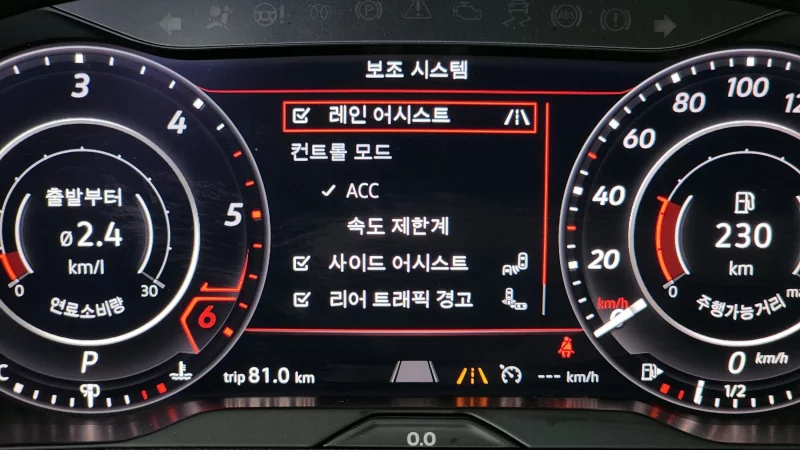 보조 시스템
레인 어시스트
컨트롤 모드
ACC
속도 제한계
사이드 어시스트
리어 트래픽 경고
3
4
5
6
출발부터
ø2.4
km/l
0
30
연료소비량
P
trip 81.0 km
--- km/h
20
40
60
80
100
230
km
0
주행가능거리
km/h
0 km/h
1/2
0.0
ABS